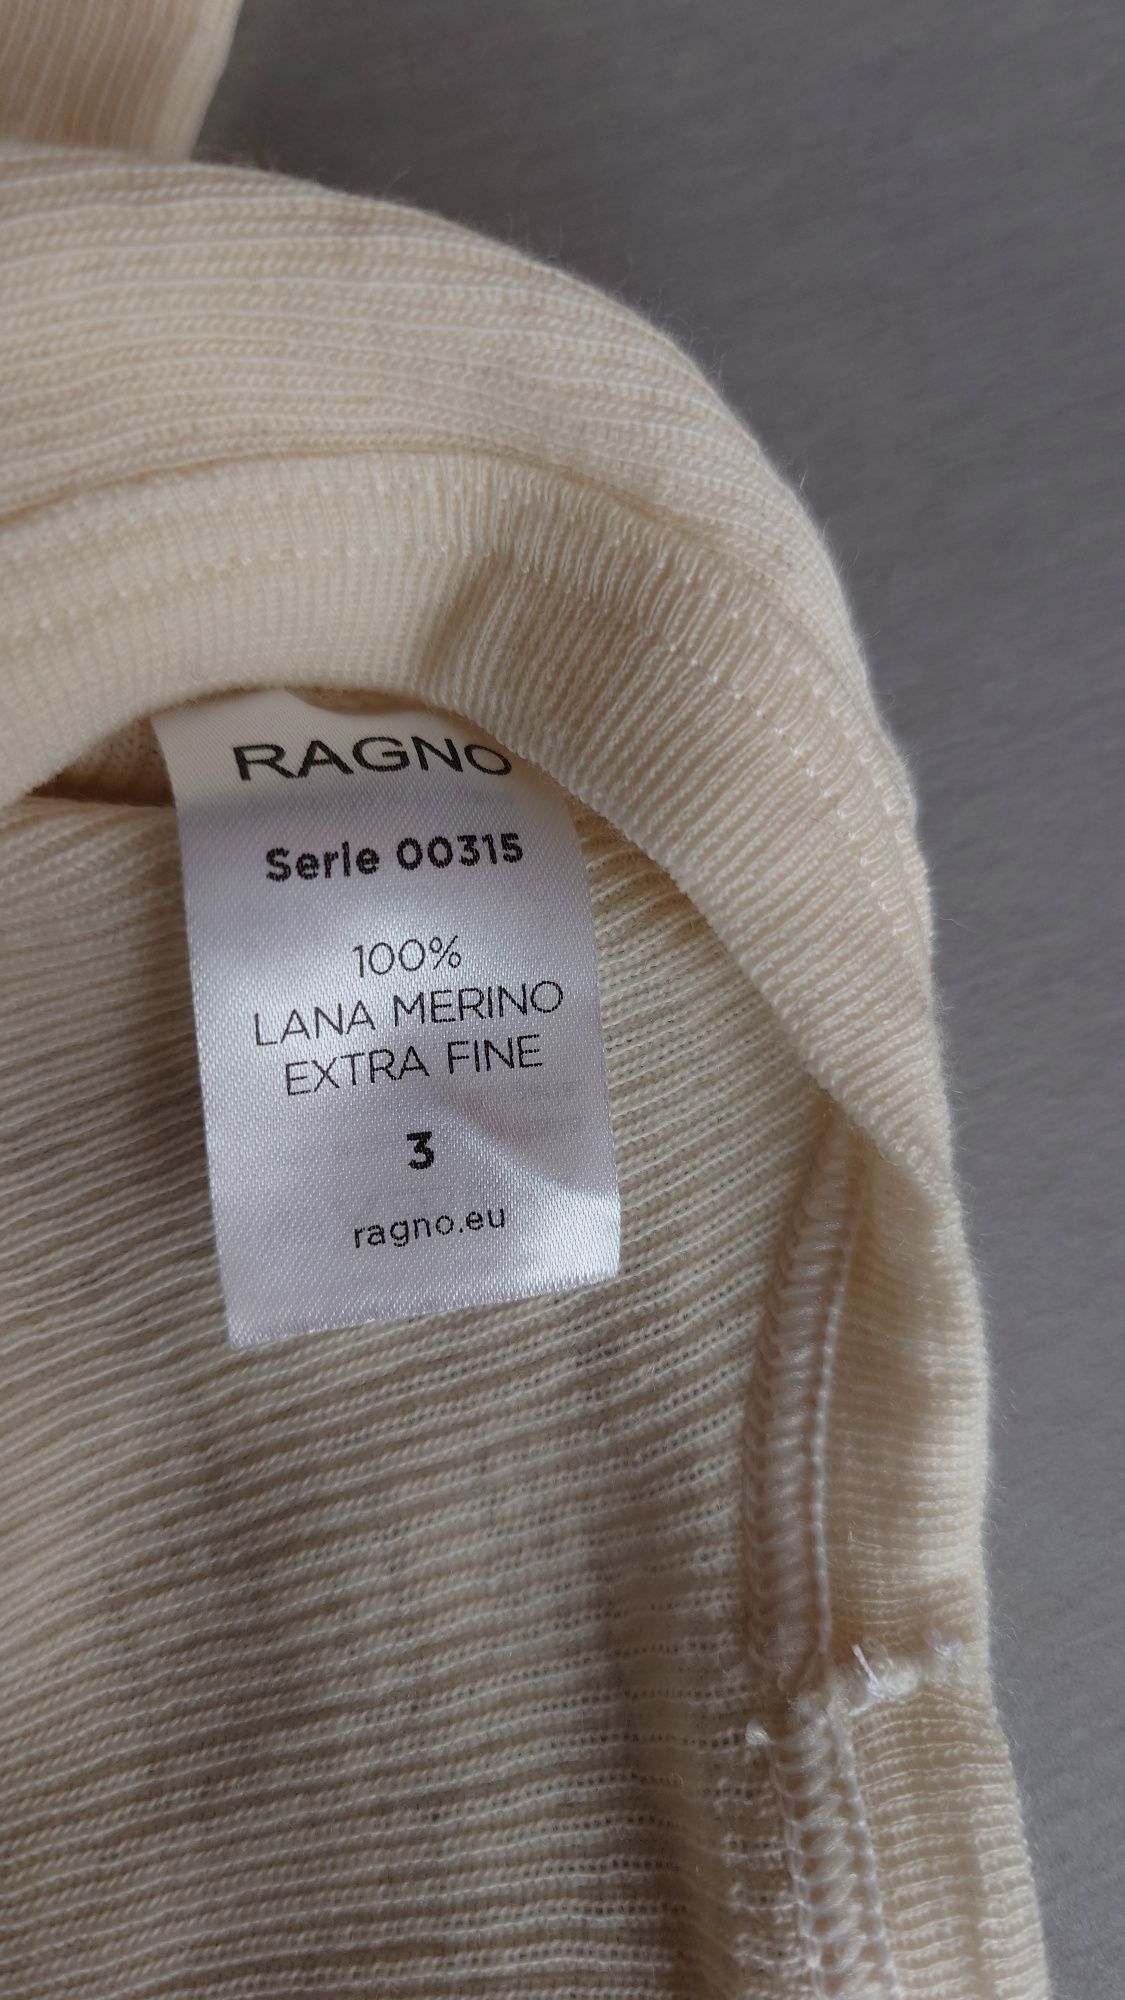 RAGNO
Serie 00315
100%
LANA MERINO
EXTRA FINE
3
ragno.eu